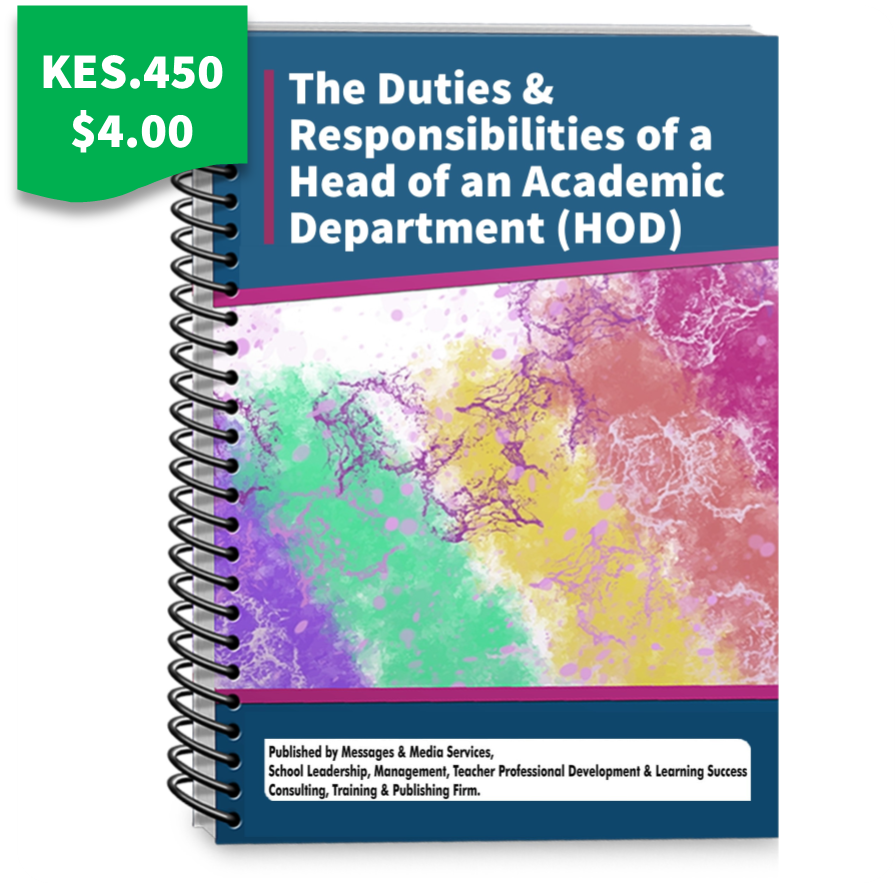 KES.450
$4.00
The Duties &
Responsibilities of a
Head of an Academic
Department (HOD)
Published by Messages & Media Services,
School Leadership, Management, Teacher Professional Development & Learning Success
Consulting, Training & Publishing Firm.